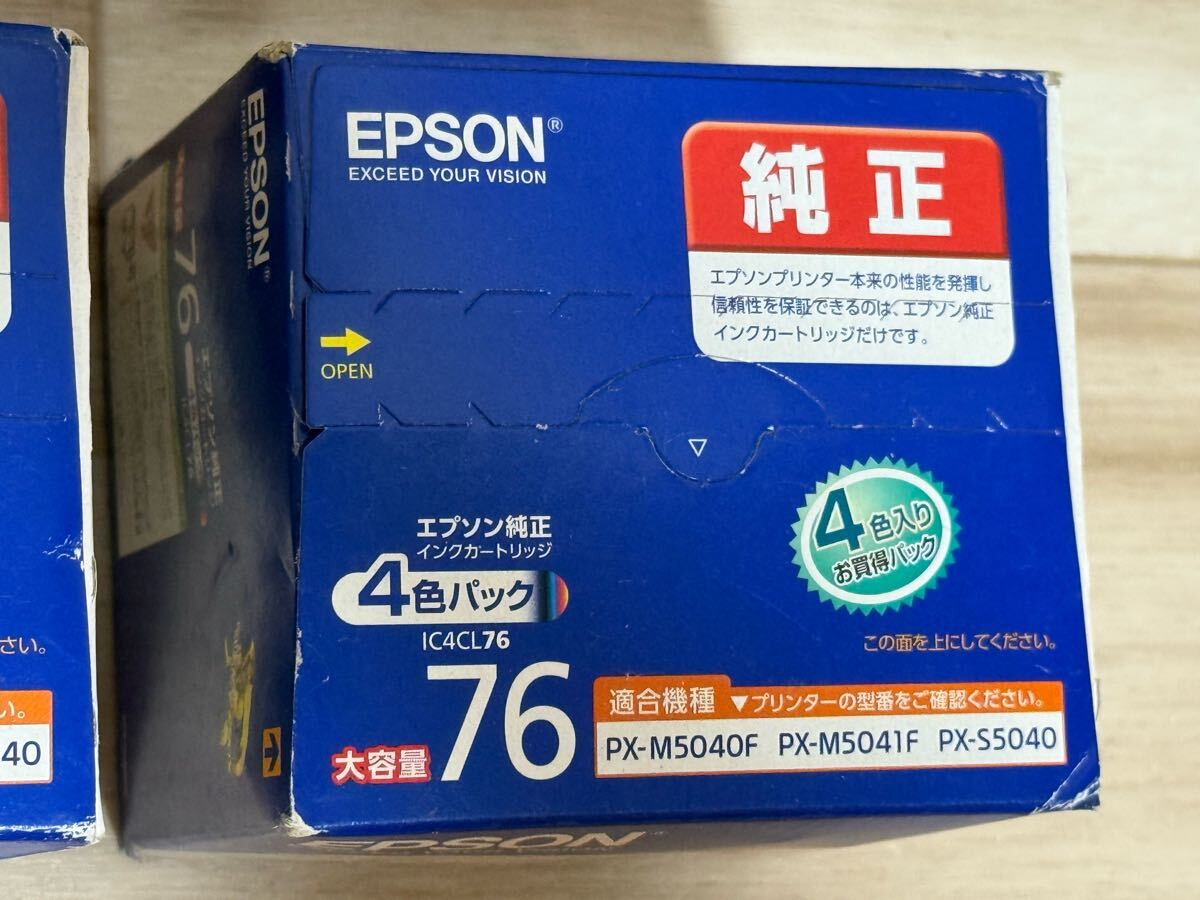 EPSON®
EXCEED YOUR VISION
純正
エプソンプリンター本来の性能を発揮し
信頼性を保証できるのは、エプソン純正
インクカートリッジだけです。
OPEN
4色入り
お買得パック
エプソン純正
インクカートリッジ
4色パック
IC4CL76
大容量 76
この面を上にしてください。
適合機種 ▼プリンターの型番をご確認ください。
PX-M5040F PX-M5041F PX-S5040
EPSON®
EXCEED YOUR VISION
76
EPSON
さい。
い。
40